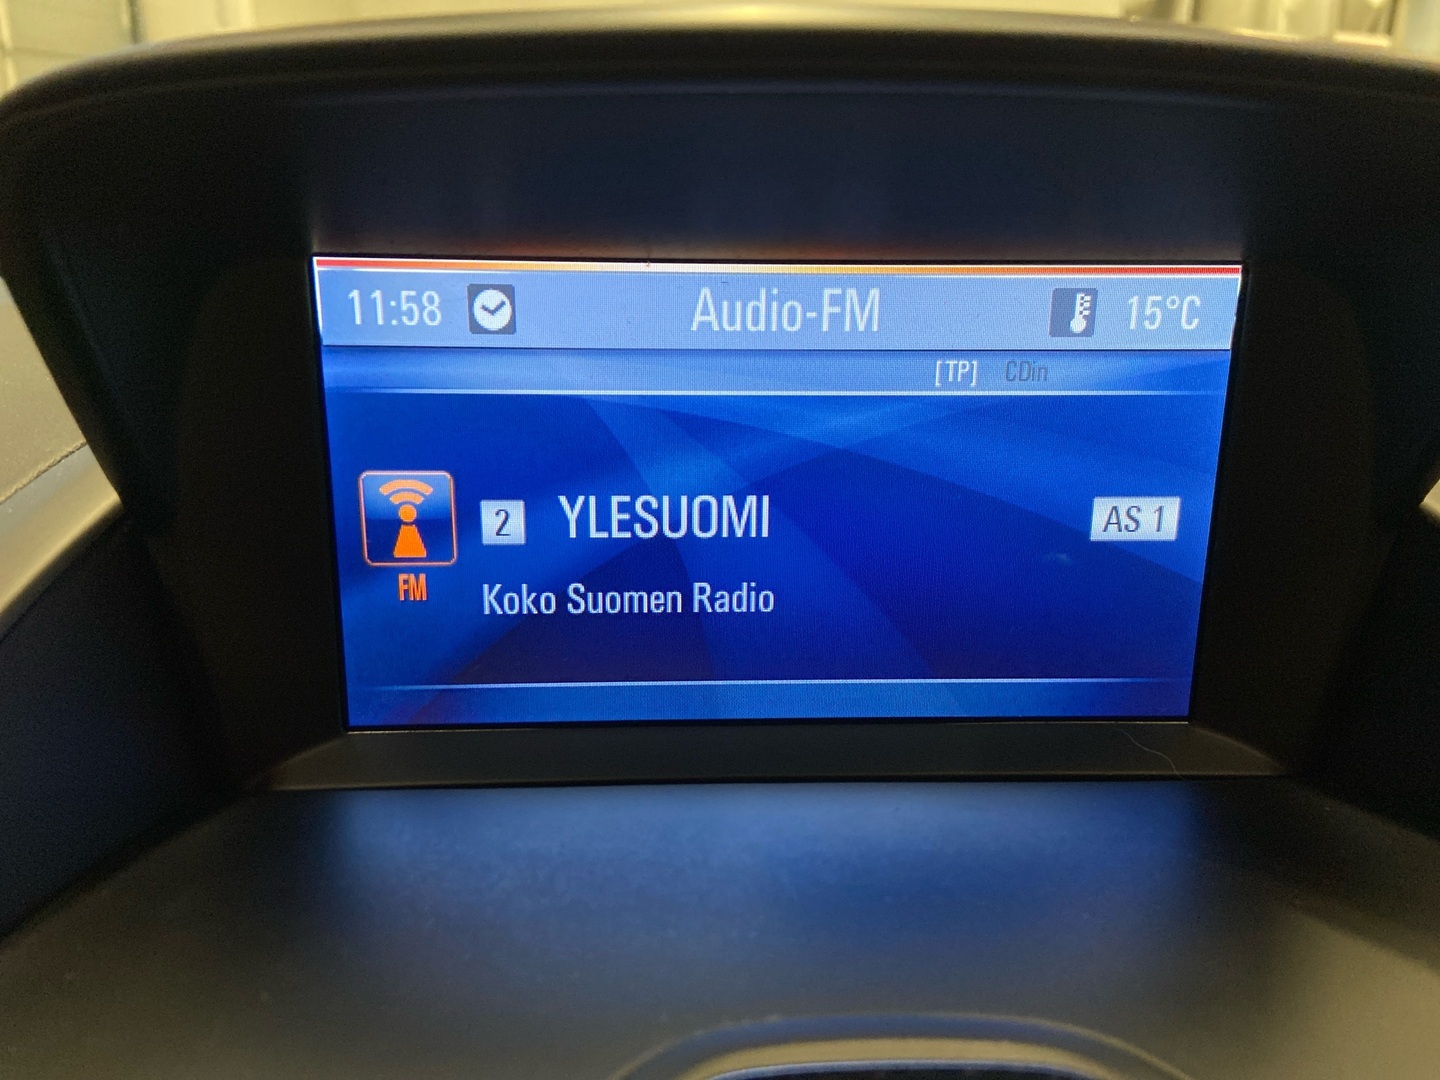 11:58 Audio-FM 15°C
[TP] CDin
2 YLESUOMI AS 1
FM
Koko Suomen Radio